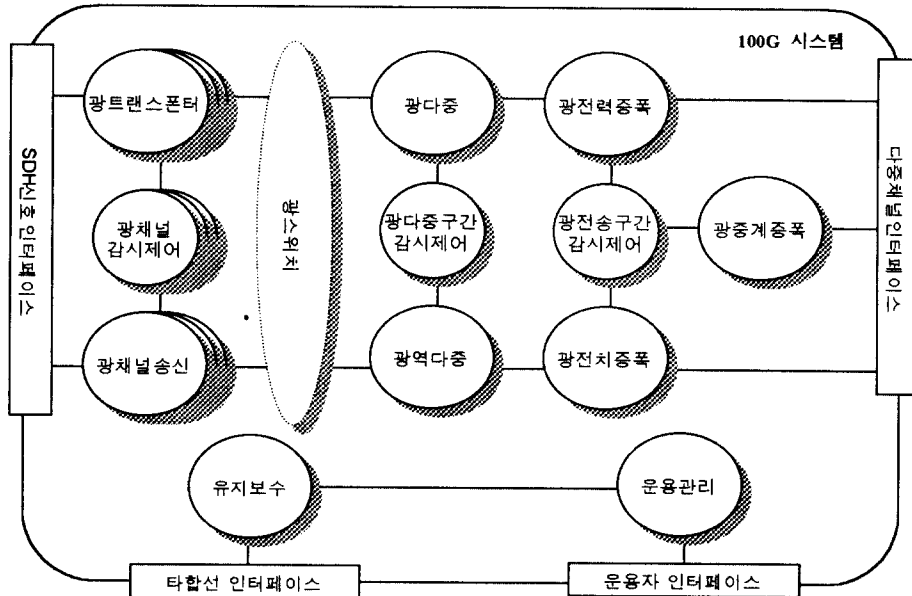 100G 시스템
SDH신호인터페이스
광트랜스폰터
광다중
광전력증폭
다중채널인터페이스
광스위치
광채널
감시제어
광다중구간
감시제어
광전송구간
감시제어
광중계증폭
광채널송신
광역다중
광전치증폭
유지보수
운용관리
타합선 인터페이스
운용자 인터페이스